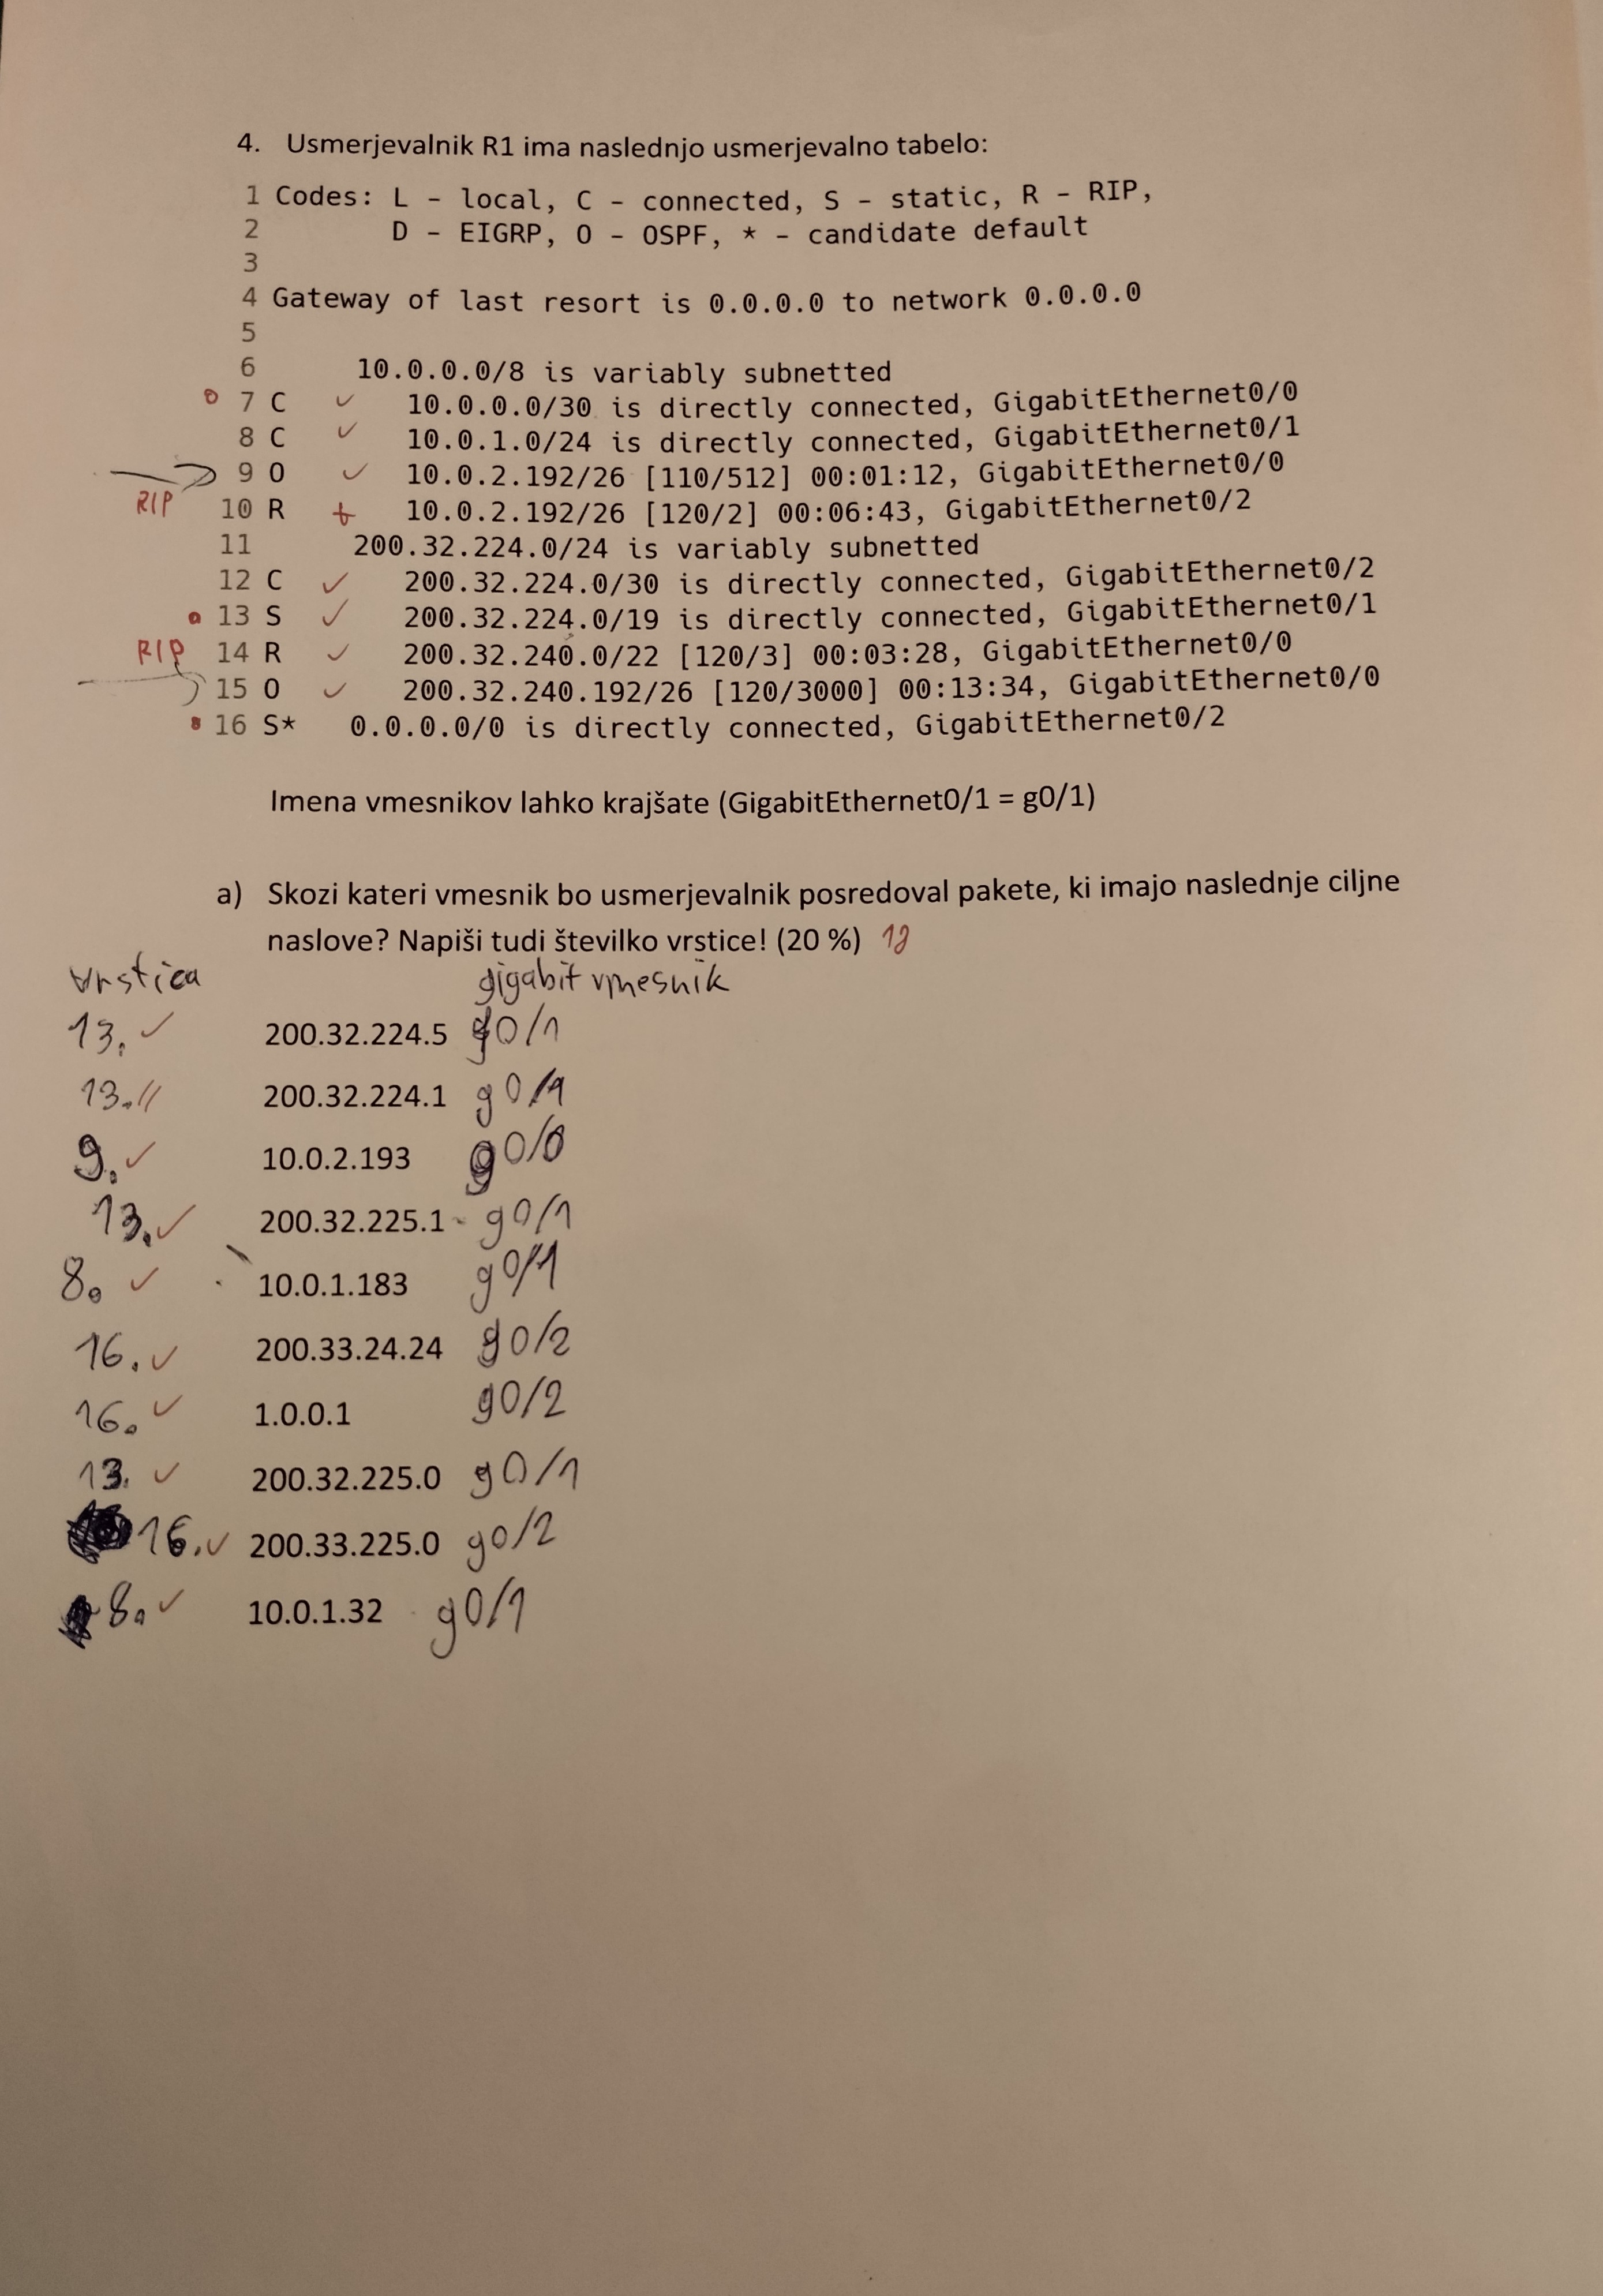 4. Usmerjevalnik R1 ima naslednjo usmerjevalno tabelo:
1 Codes: L – local, C – connected, S – static, R – RIP,
2 D – EIGRP, O – OSPF, * – candidate default
3
4 Gateway of last resort is 0.0.0.0 to network 0.0.0.0
5
6 10.0.0.0/8 is variably subnetted
7 C ✓ 10.0.0.0/30 is directly connected, GigabitEthernet0/0
8 C ✓ 10.0.1.0/24 is directly connected, GigabitEthernet0/1
9 O ✓ 10.0.2.192/26 [110/512] 00:01:12, GigabitEthernet0/0
RIP 10 R + 10.0.2.192/26 [120/2] 00:06:43, GigabitEthernet0/2
11 200.32.224.0/24 is variably subnetted
12 C ✓ 200.32.224.0/30 is directly connected, GigabitEthernet0/2
13 S ✓ 200.32.224.0/19 is directly connected, GigabitEthernet0/1
RIP 14 R ✓ 200.32.240.0/22 [120/3] 00:03:28, GigabitEthernet0/0
15 O ✓ 200.32.240.192/26 [120/3000] 00:13:34, GigabitEthernet0/0
16 S* 0.0.0.0/0 is directly connected, GigabitEthernet0/2
Imena vmesnikov lahko krajšate (GigabitEthernet0/1 = g0/1)
a) Skozi kateri vmesnik bo usmerjevalnik posredoval pakete, ki imajo naslednje ciljne
naslove? Napiši tudi številko vrstice! (20 %)
vrstica gigabit vmesnik
13. ✓ 200.32.224.5 g0/1
13. // 200.32.224.1 g0/1
9. ✓ 10.0.2.193 g0/0
13. ✓ 200.32.225.1 g0/1
8. ✓ 10.0.1.183 g0/1
16. ✓ 200.33.24.24 g0/2
16. ✓ 1.0.0.1 g0/2
13. ✓ 200.32.225.0 g0/1
16. ✓ 200.33.225.0 g0/2
8. ✓ 10.0.1.32 g0/1